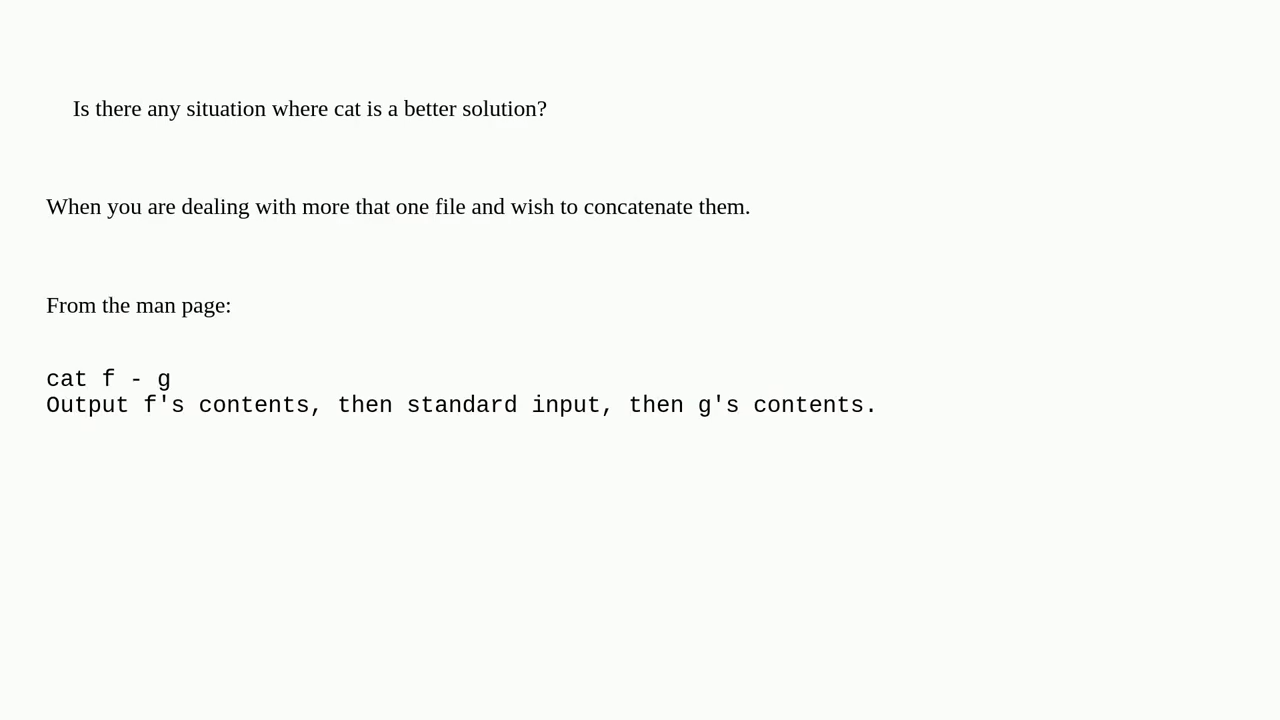 Is there any situation where cat is a better solution?
When you are dealing with more that one file and wish to concatenate them.
From the man page:
cat f - g
Output f's contents, then standard input, then g's contents.